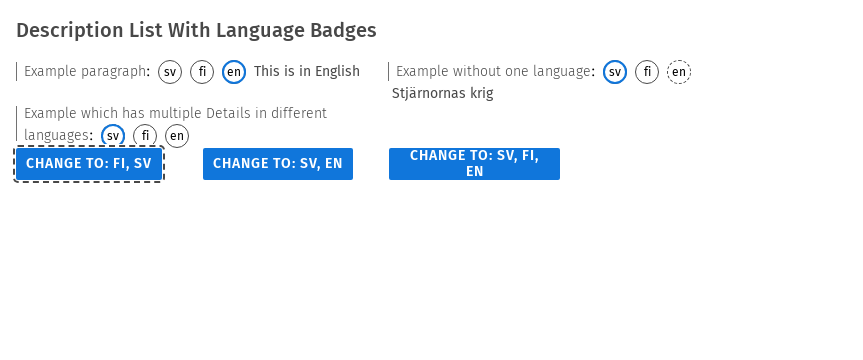 Description List With Language Badges
Example paragraph: sv fi en This is in English
Example without one language: sv fi en
Stjärnornas krig
Example which has multiple Details in different
languages: sv fi en
CHANGE TO: FI, SV
CHANGE TO: SV, EN
CHANGE TO: SV, FI,
EN